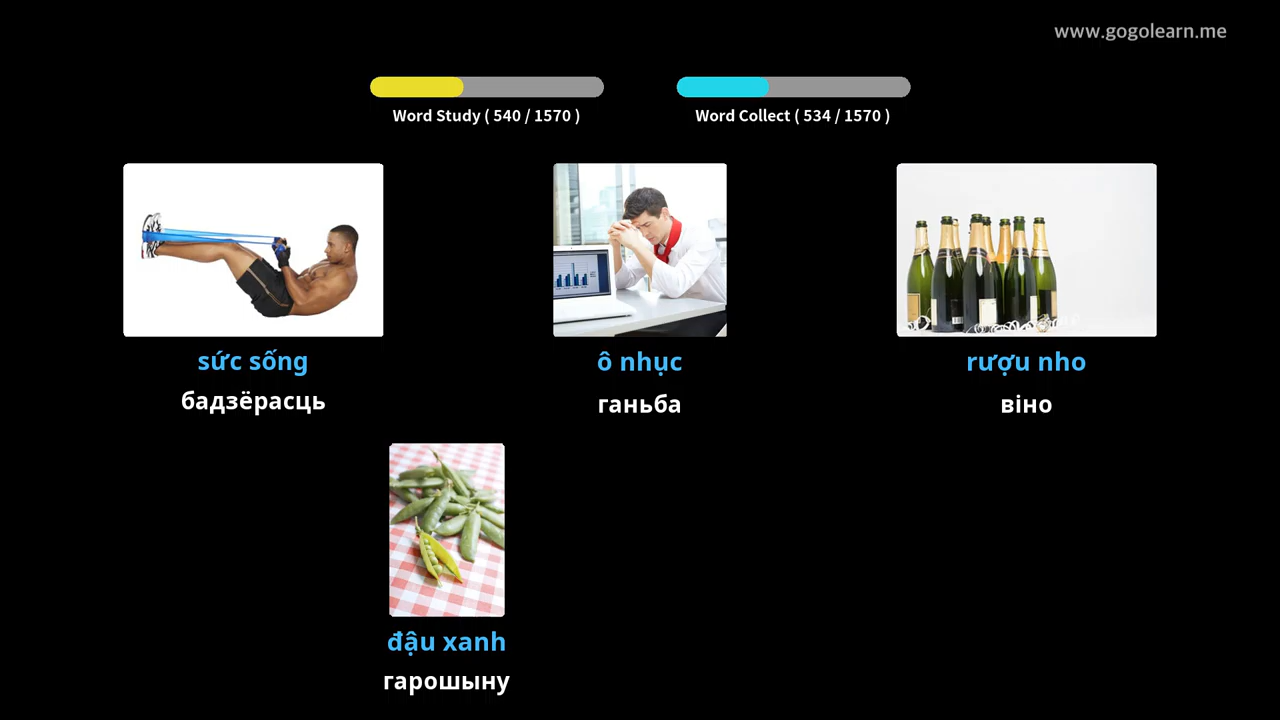 www.gogolearn.me
Word Study ( 540 / 1570 )
Word Collect ( 534 / 1570 )
sức sống
ô nhục
rượu nho
бадзёрасць
ганьба
віно
đậu xanh
гарошыну